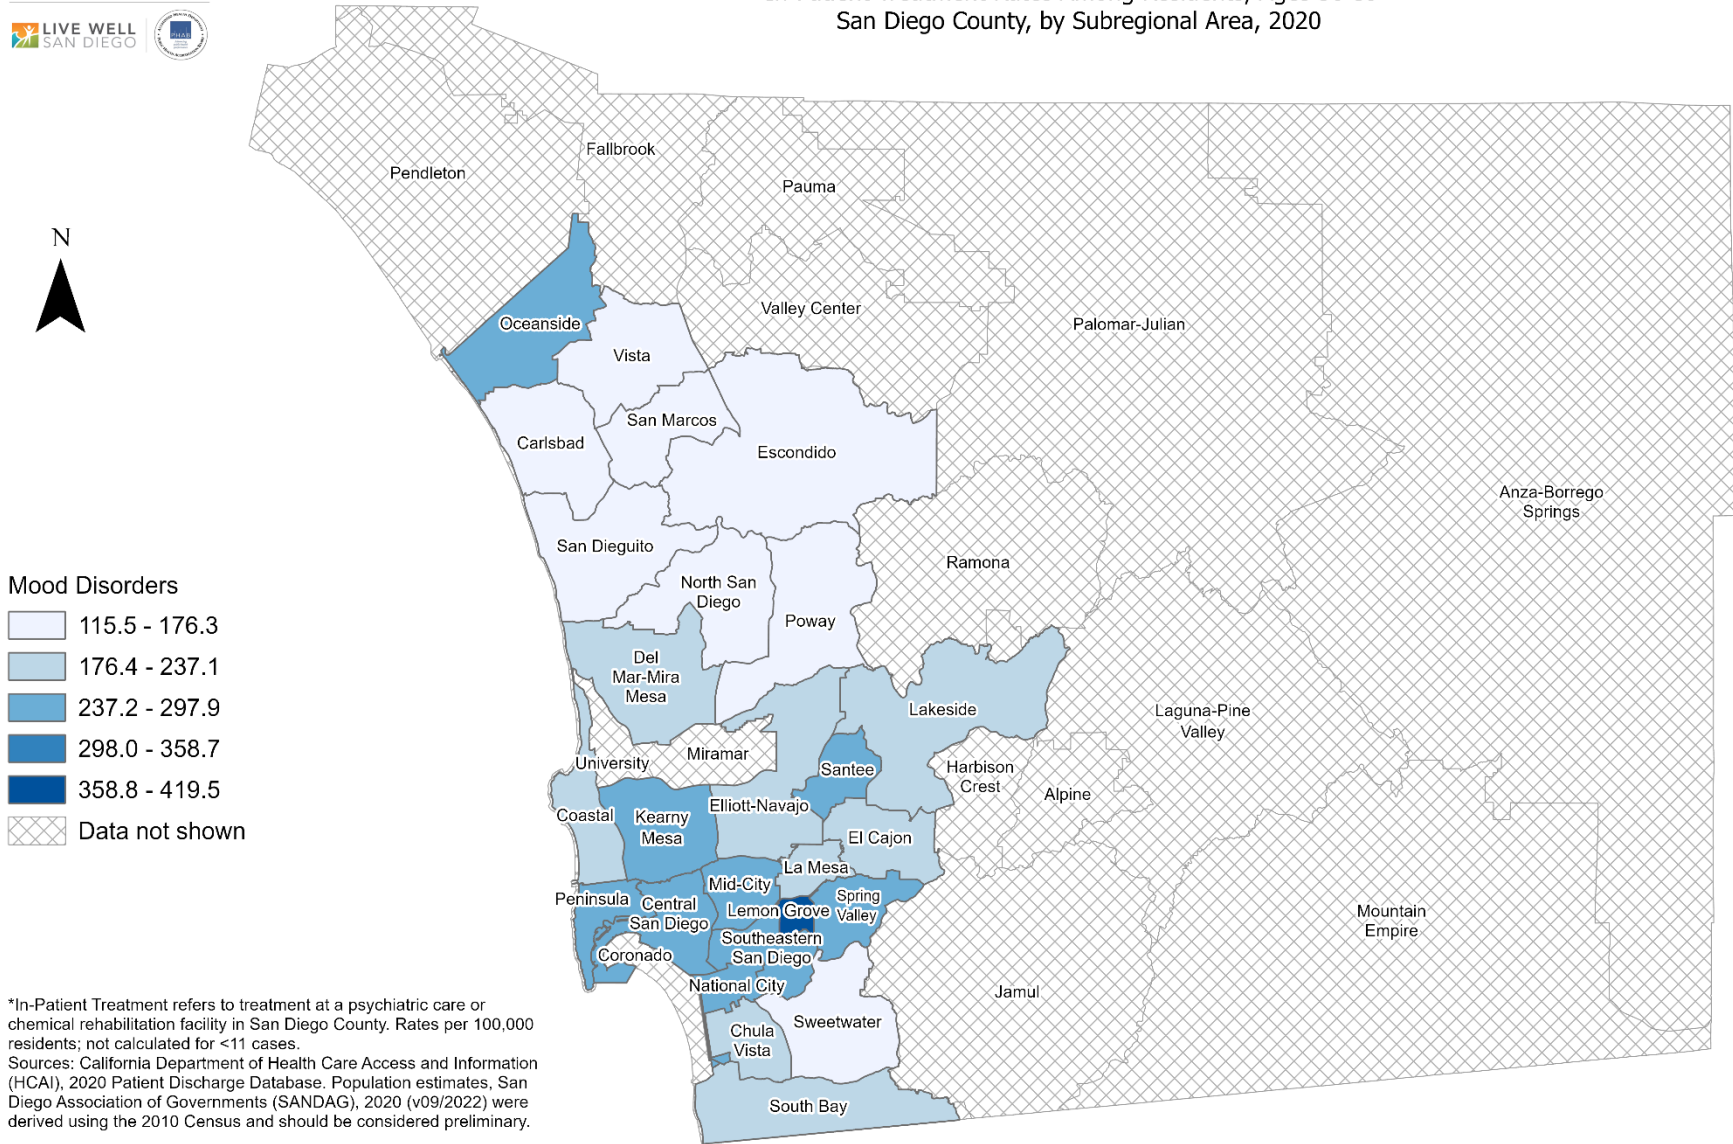 San Diego County, by Subregional Area, 2020
LIVE WELL
SAN DIEGO
PHAB
N
Pendleton
Fallbrook
Pauma
Valley Center
Palomar-Julian
Oceanside
Vista
San Marcos
Carlsbad
Escondido
Anza-Borrego
Springs
San Dieguito
North San
Diego
Ramona
Poway
Del
Mar-Mira
Mesa
Lakeside
Laguna-Pine
Valley
Miramar
University
Santee
Harbison
Crest
Alpine
Elliott-Navajo
Coastal
Kearny
Mesa
El Cajon
La Mesa
Mid-City
Peninsula
Central
San Diego
Lemon Grove
Spring
Valley
Mountain
Empire
Southeastern
San Diego
Coronado
National City
Jamul
Sweetwater
Chula
Vista
South Bay
Mood Disorders
115.5 - 176.3
176.4 - 237.1
237.2 - 297.9
298.0 - 358.7
358.8 - 419.5
Data not shown
*In-Patient Treatment refers to treatment at a psychiatric care or
chemical rehabilitation facility in San Diego County. Rates per 100,000
residents; not calculated for <11 cases.
Sources: California Department of Health Care Access and Information
(HCAI), 2020 Patient Discharge Database. Population estimates, San
Diego Association of Governments (SANDAG), 2020 (v09/2022) were
derived using the 2010 Census and should be considered preliminary.